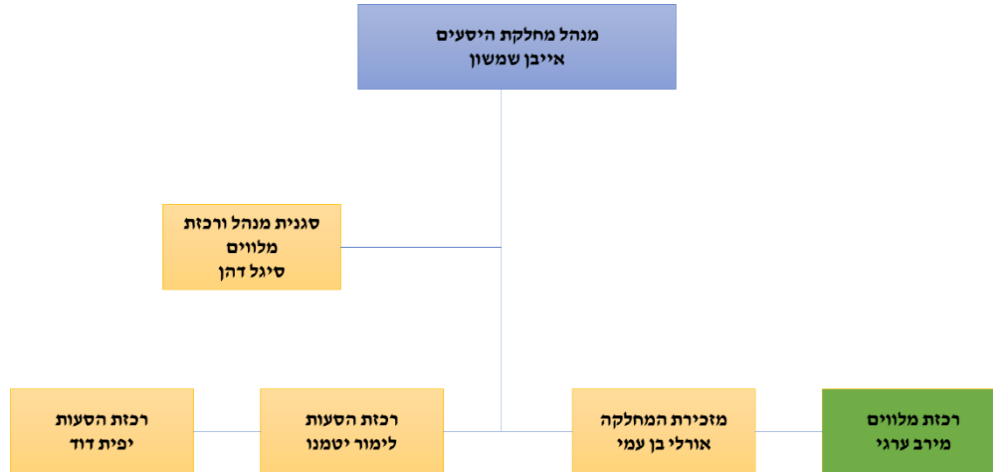 מנהל מחלקת היסעים
אייבן שמשון
סגנית מנהל ורכזת
מלווים
סיגל דהן
רכזת מלווים
מירב ערגי
מזכירת המחלקה
אורלי בן עמי
רכזת הסעות
לימור יטמנו
רכזת הסעות
יפית דוד